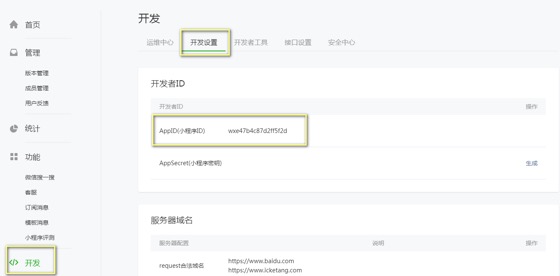 首页
管理
版本管理
成员管理
用户反馈
统计
功能
微信搜一搜
客服
订阅消息
模板消息
小程序评测
开发
开发
运维中心 开发设置 开发者工具 接口设置 安全中心
开发者ID
开发者ID 操作
AppID(小程序ID) wxe47b4c87d2ff5f2d
AppSecret(小程序密钥) 生成
服务器域名
服务器配置 说明 操作
request合法域名 https://www.baidu.com
https://www.icketang.com